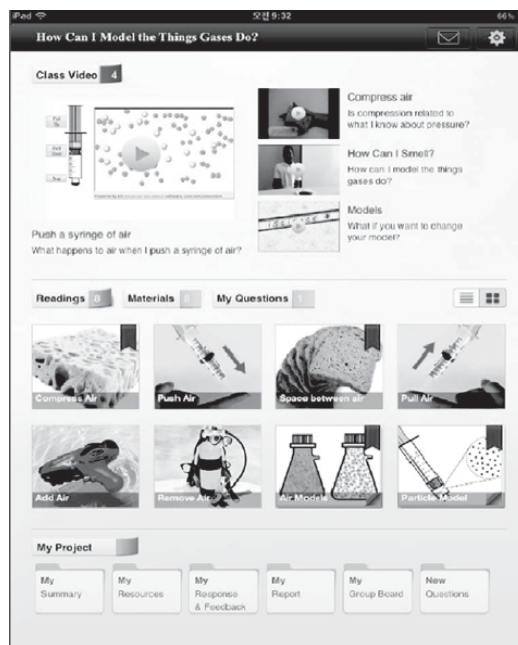 iPad 오전 9:32 66%
How Can I Model the Things Gases Do?
Class Video 4
Push a syringe of air
What happens to air when I push a syringe of air?
Compress air
Is compression related to
what I know about pressure?
How Can I Smell?
How can I model the things
gases do?
Models
What if you want to change
your model?
Readings 8 Materials 8 My Questions 1
Compress Air
Push Air
Space between air
Pull Air
Add Air
Remove Air
Air Models
Particle Model
My Project
My
Summary
My
Resources
My
Response
& Feedback
My
Report
My
Group Board
New
Questions